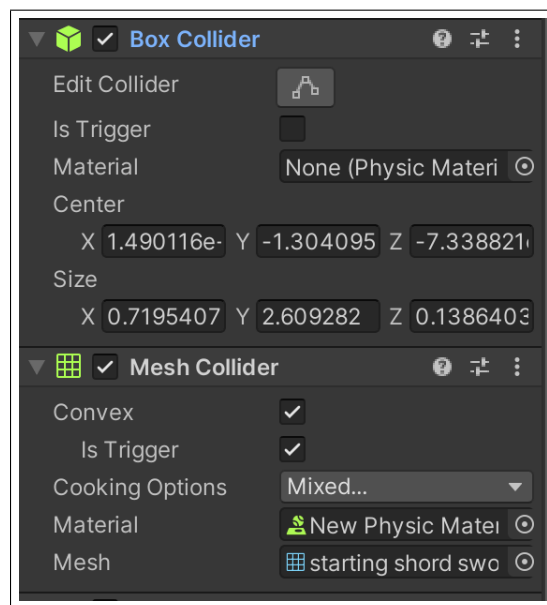 Box Collider
Edit Collider
Is Trigger
Material None (Physic Materi
Center
X 1.490116e- Y -1.304095 Z -7.338821
Size
X 0.7195407 Y 2.609282 Z 0.1386403
Mesh Collider
Convex
Is Trigger
Cooking Options Mixed...
Material New Physic Mater
Mesh starting shord swo